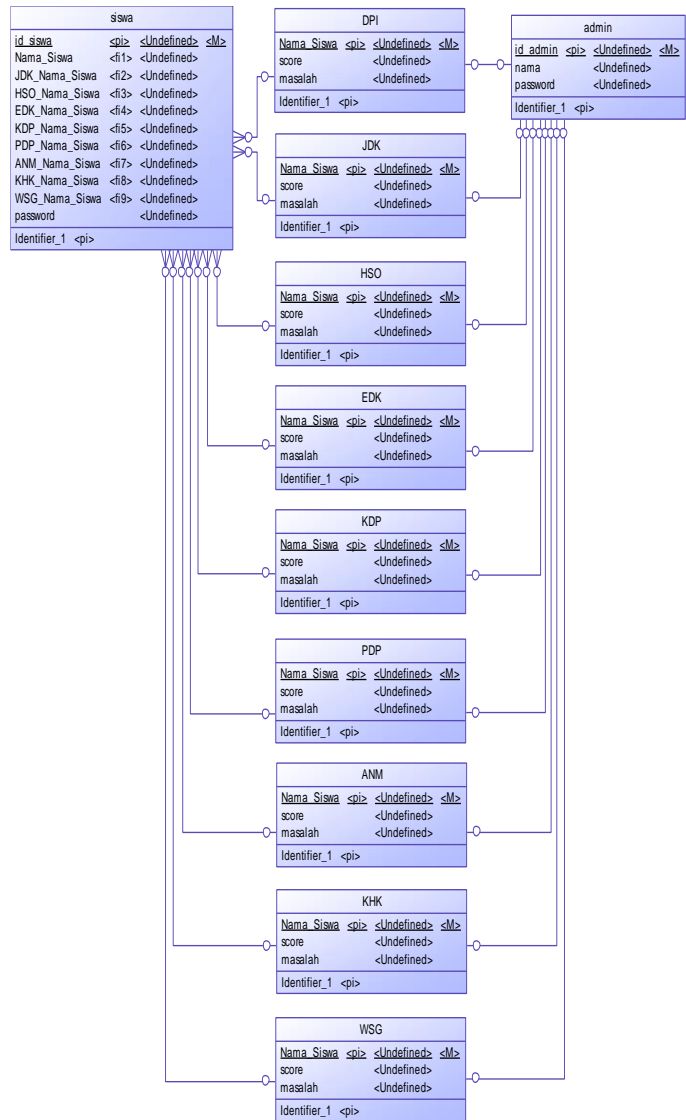 siswa
id_siswa <pi> <Undefined> <M>
Nama_Siswa <fi1> <Undefined>
JDK_Nama_Siswa <fi2> <Undefined>
HSO_Nama_Siswa <fi3> <Undefined>
EDK_Nama_Siswa <fi4> <Undefined>
KDP_Nama_Siswa <fi5> <Undefined>
PDP_Nama_Siswa <fi6> <Undefined>
ANM_Nama_Siswa <fi7> <Undefined>
KHK_Nama_Siswa <fi8> <Undefined>
WSG_Nama_Siswa <fi9> <Undefined>
password <Undefined>
Identifier_1 <pi>
DPI
Nama_Siswa <pi> <Undefined> <M>
score <Undefined>
masalah <Undefined>
Identifier_1 <pi>
admin
id_admin <pi> <Undefined> <M>
nama <Undefined>
password <Undefined>
Identifier_1 <pi>
JDK
Nama_Siswa <pi> <Undefined> <M>
score <Undefined>
masalah <Undefined>
Identifier_1 <pi>
HSO
Nama_Siswa <pi> <Undefined> <M>
score <Undefined>
masalah <Undefined>
Identifier_1 <pi>
EDK
Nama_Siswa <pi> <Undefined> <M>
score <Undefined>
masalah <Undefined>
Identifier_1 <pi>
KDP
Nama_Siswa <pi> <Undefined> <M>
score <Undefined>
masalah <Undefined>
Identifier_1 <pi>
PDP
Nama_Siswa <pi> <Undefined> <M>
score <Undefined>
masalah <Undefined>
Identifier_1 <pi>
ANM
Nama_Siswa <pi> <Undefined> <M>
score <Undefined>
masalah <Undefined>
Identifier_1 <pi>
KHK
Nama_Siswa <pi> <Undefined> <M>
score <Undefined>
masalah <Undefined>
Identifier_1 <pi>
WSG
Nama_Siswa <pi> <Undefined> <M>
score <Undefined>
masalah <Undefined>
Identifier_1 <pi>